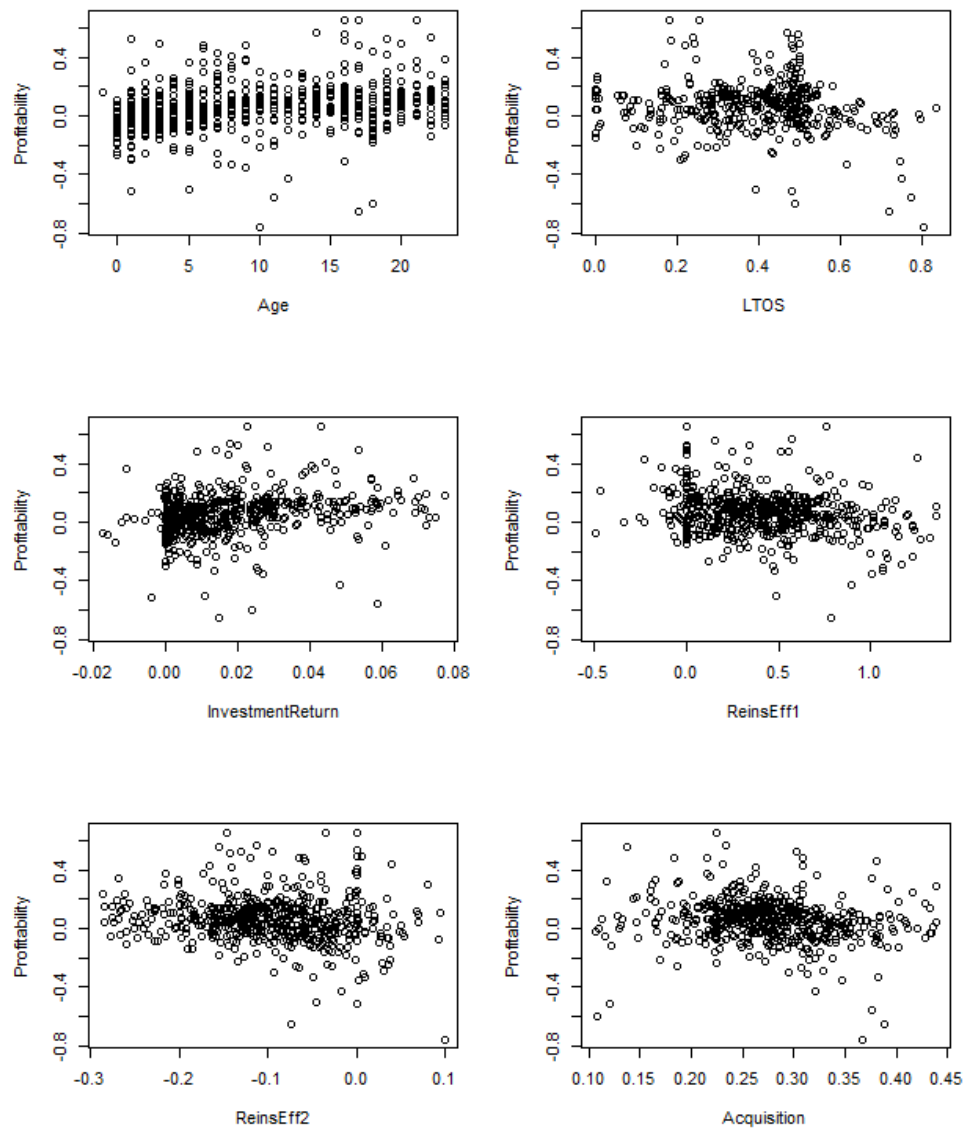 Profitability
-0.8 -0.4 0.0 0.4
0 5 10 15 20
Age
Profitability
-0.8 -0.4 0.0 0.4
0.0 0.2 0.4 0.6 0.8
LTOS
Profitability
-0.8 -0.4 0.0 0.4
-0.02 0.00 0.02 0.04 0.06 0.08
InvestmentReturn
Profitability
-0.8 -0.4 0.0 0.4
-0.5 0.0 0.5 1.0
ReinsEff1
Profitability
-0.8 -0.4 0.0 0.4
-0.3 -0.2 -0.1 0.0 0.1
ReinsEff2
Profitability
-0.8 -0.4 0.0 0.4
0.10 0.15 0.20 0.25 0.30 0.35 0.40 0.45
Acquisition